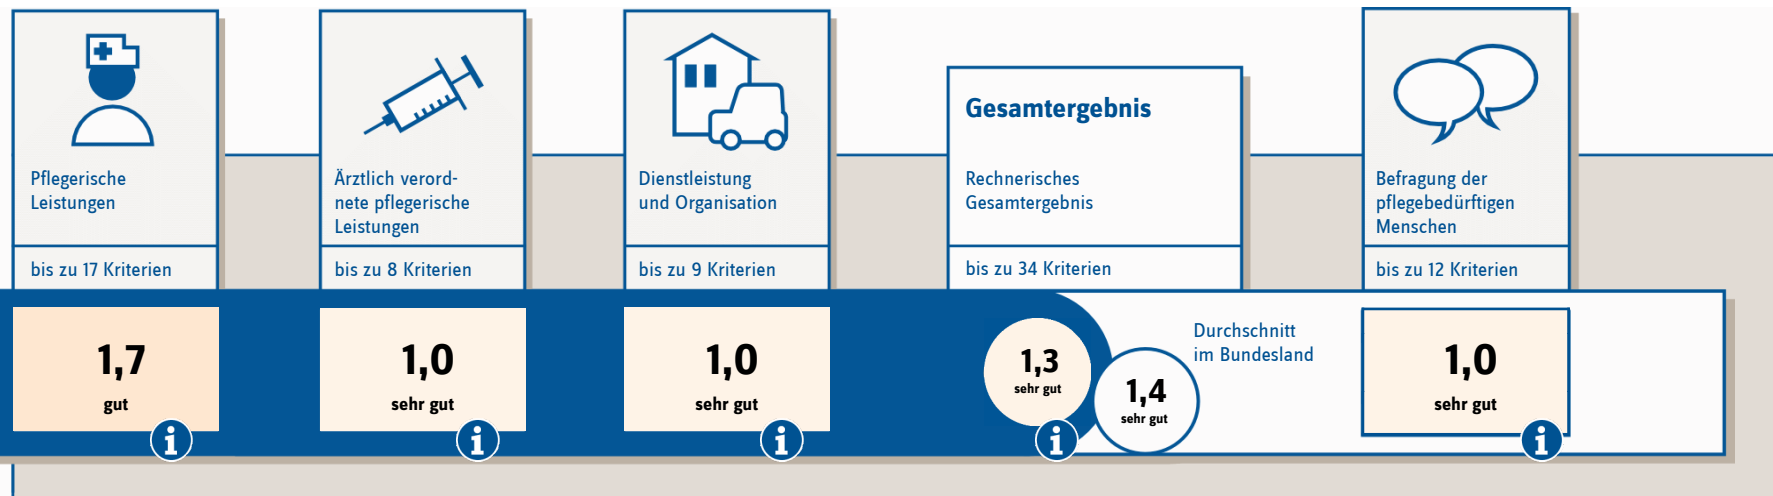 Pflegerische
Leistungen
bis zu 17 Kriterien
1,7
gut
Ärztlich verord-
nete pflegerische
Leistungen
bis zu 8 Kriterien
1,0
sehr gut
Dienstleistung
und Organisation
bis zu 9 Kriterien
1,0
sehr gut
Gesamtergebnis
Rechnerisches
Gesamtergebnis
bis zu 34 Kriterien
1,3
sehr gut
1,4
sehr gut
Durchschnitt
im Bundesland
Befragung der
pflegebedürftigen
Menschen
bis zu 12 Kriterien
1,0
sehr gut